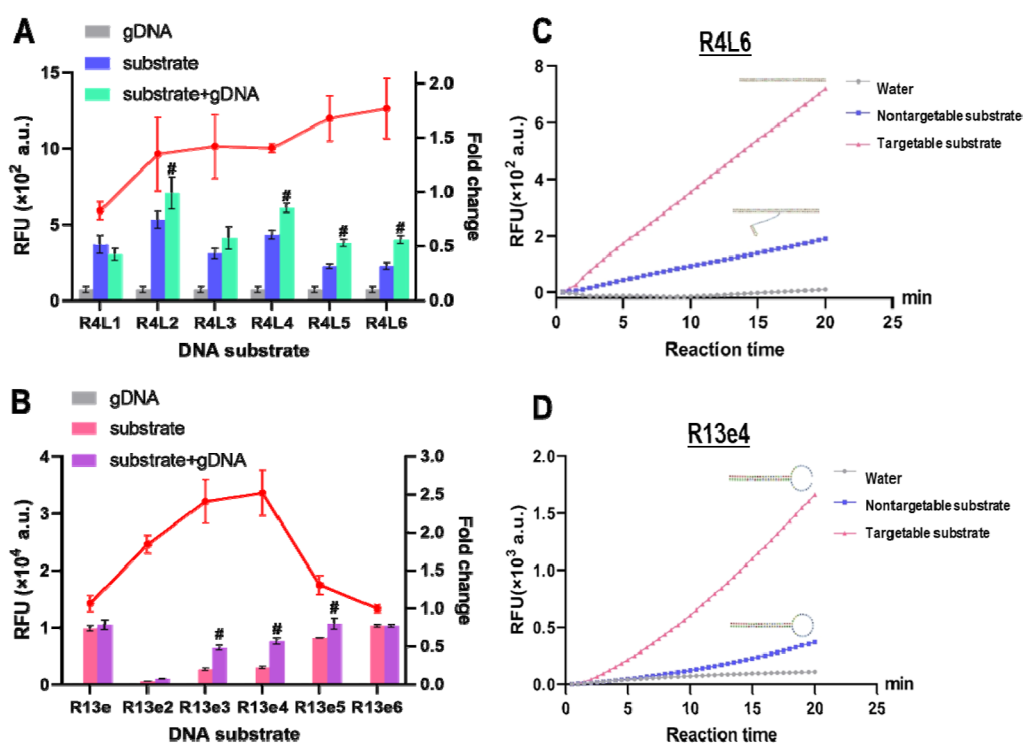 A
gDNA
substrate
substrate+gDNA
RFU (×10² a.u.)
15
10
5
0
2.0
1.5
1.0
0.5
0.0
Fold change
# # # #
R4L1 R4L2 R4L3 R4L4 R4L5 R4L6
DNA substrate
C
R4L6
RFU(×10² a.u.)
8
6
4
2
0
Water
Nontargetable substrate
Targetable substrate
5 10 15 20 25
min
Reaction time
B
gDNA
substrate
substrate+gDNA
RFU (×10⁴ a.u.)
4
3
2
1
0
3.0
2.5
2.0
1.5
1.0
0.5
0.0
Fold change
# # #
R13e R13e2 R13e3 R13e4 R13e5 R13e6
DNA substrate
D
R13e4
RFU(×10³ a.u.)
2.0
1.5
1.0
0.5
0.0
Water
Nontargetable substrate
Targetable substrate
0 5 10 15 20 25
min
Reaction time